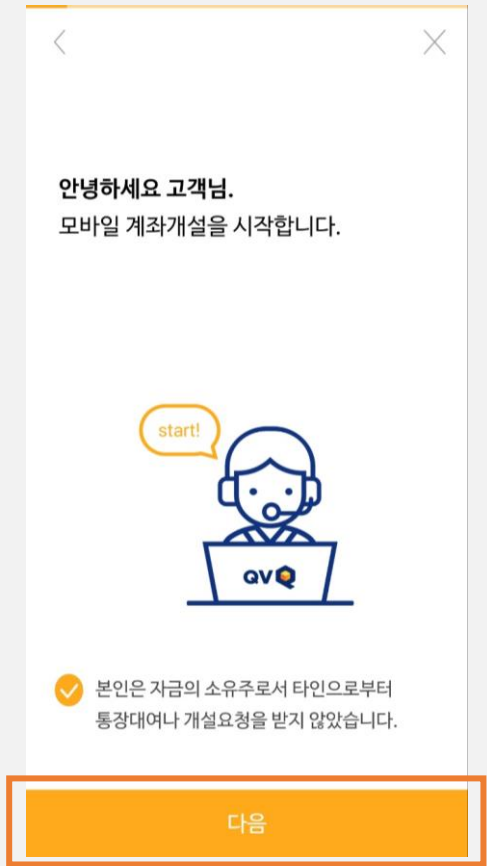 안녕하세요 고객님.
모바일 계좌개설을 시작합니다.
start!
QV
본인은 자금의 소유주로서 타인으로부터
통장대여나 개설요청을 받지 않았습니다.
다음